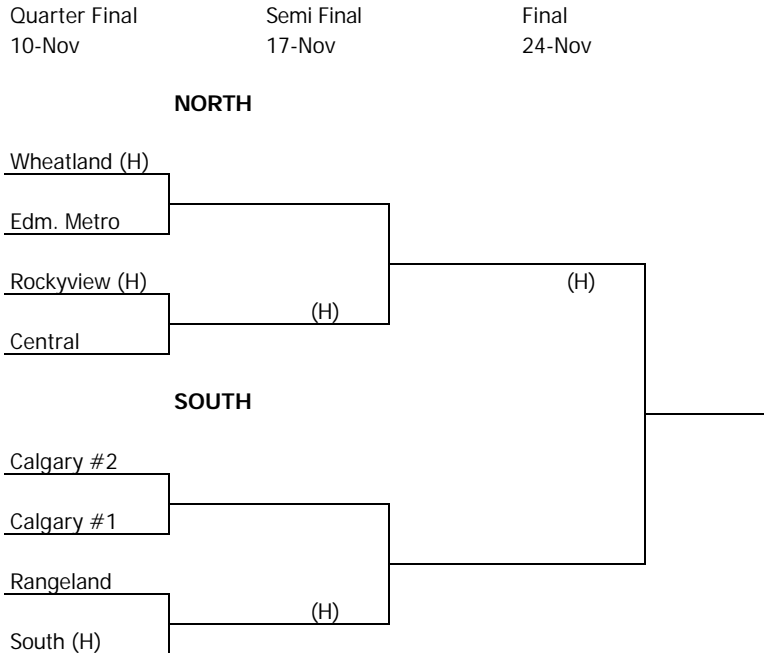 Quarter Final Semi Final Final
10-Nov 17-Nov 24-Nov
NORTH
Wheatland (H)
Edm. Metro
Rockyview (H) (H)
(H)
Central
SOUTH
Calgary #2
Calgary #1
Rangeland
(H)
South (H)